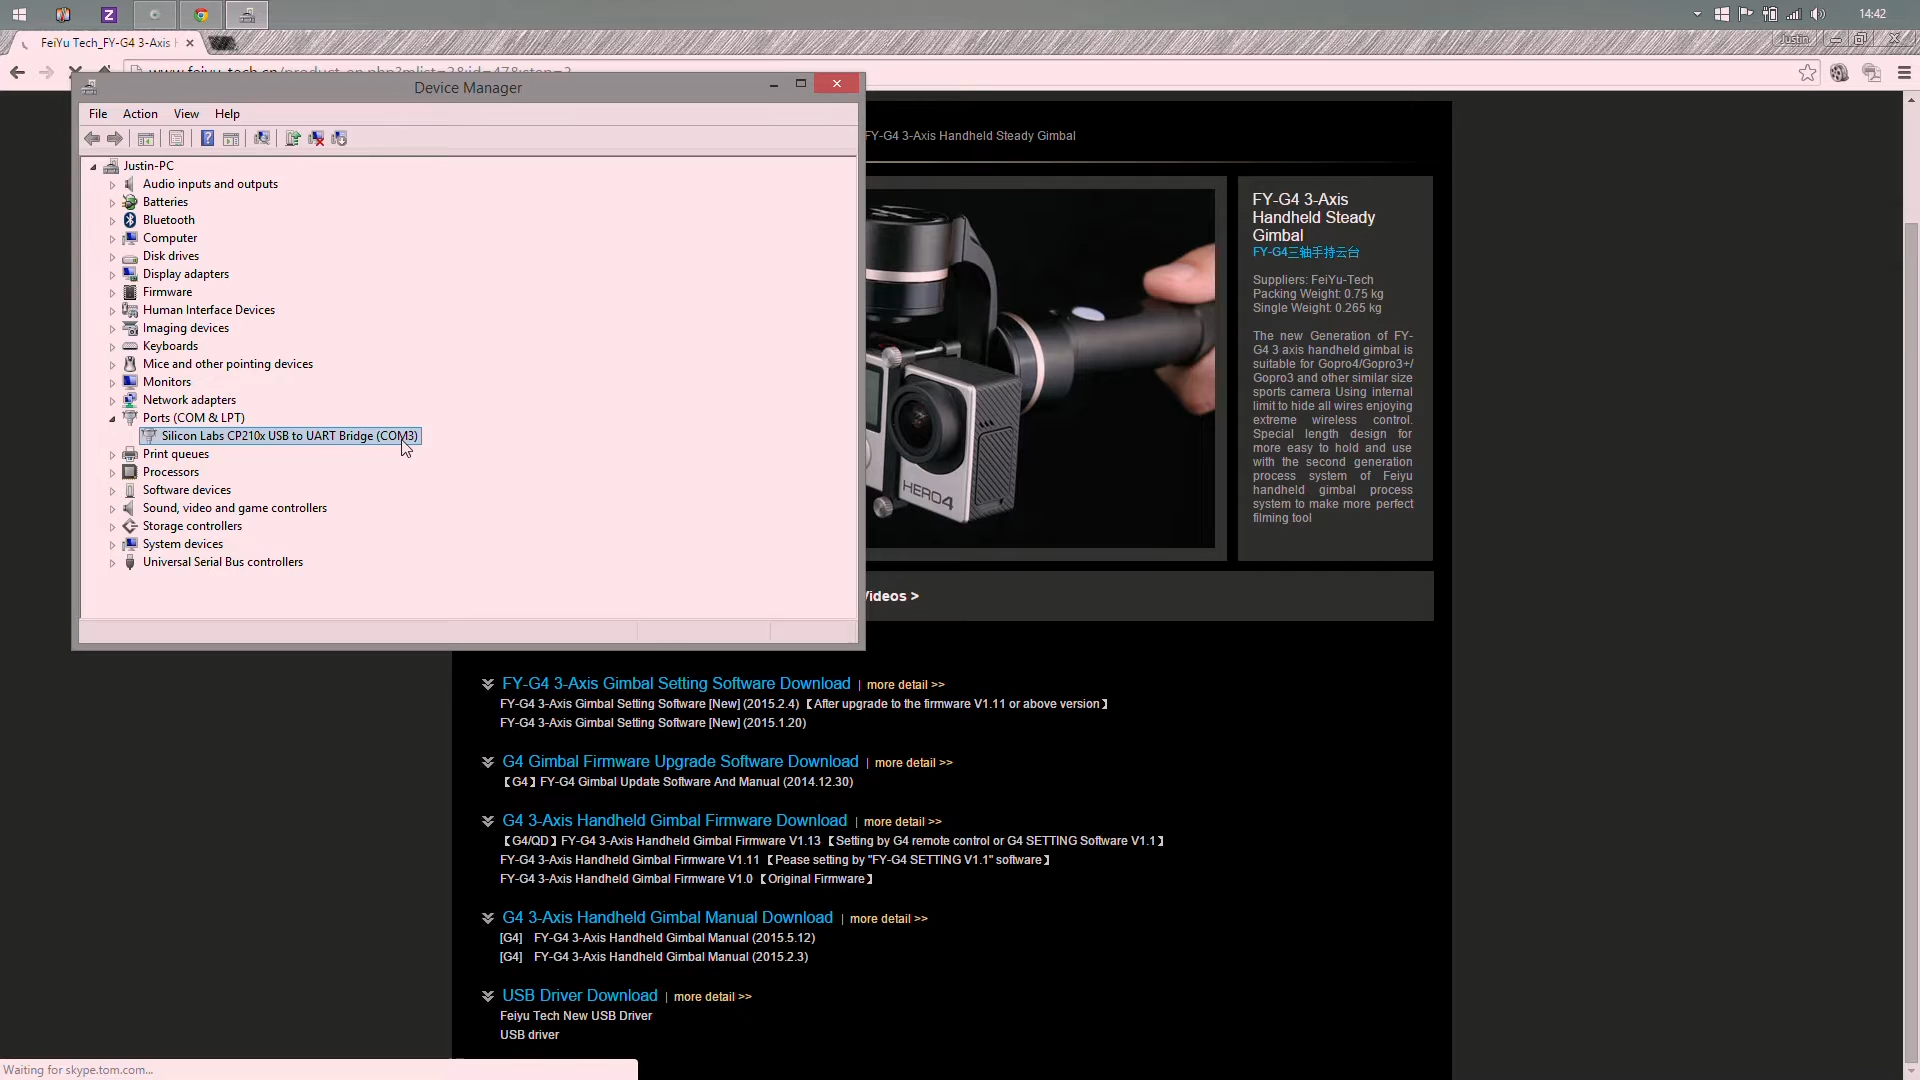 14:42
FeiYu Tech_FY-G4 3-Axis H
Justin
www.feiyu-tech.cn/product-en.php?mlist=2&id=47&step=2
Device Manager
File Action View Help
Justin-PC
Audio inputs and outputs
Batteries
Bluetooth
Computer
Disk drives
Display adapters
Firmware
Human Interface Devices
Imaging devices
Keyboards
Mice and other pointing devices
Monitors
Network adapters
Ports (COM & LPT)
Silicon Labs CP210x USB to UART Bridge (COM3)
Print queues
Processors
Software devices
Sound, video and game controllers
Storage controllers
System devices
Universal Serial Bus controllers
FY-G4 3-Axis Handheld Steady Gimbal
HERO4
FY-G4 3-Axis
Handheld Steady
Gimbal
FY-G4三轴手持云台
Suppliers: FeiYu-Tech
Packing Weight: 0.75 kg
Single Weight: 0.265 kg
The new Generation of FY-
G4 3 axis handheld gimbal is
suitable for Gopro4/Gopro3+/
Gopro3 and other similar size
sports camera Using internal
limit to hide all wires enjoying
extreme wireless control.
Special length design for
more easy to hold and use
with the second generation
process system of Feiyu
handheld gimbal process
system to make more perfect
filming tool
Videos >
FY-G4 3-Axis Gimbal Setting Software Download | more detail >>
FY-G4 3-Axis Gimbal Setting Software [New] (2015.2.4)【After upgrade to the firmware V1.11 or above version】
FY-G4 3-Axis Gimbal Setting Software [New] (2015.1.20)
G4 Gimbal Firmware Upgrade Software Download | more detail >>
【G4】FY-G4 Gimbal Update Software And Manual (2014.12.30)
G4 3-Axis Handheld Gimbal Firmware Download | more detail >>
【G4/QD】FY-G4 3-Axis Handheld Gimbal Firmware V1.13【Setting by G4 remote control or G4 SETTING Software V1.1】
FY-G4 3-Axis Handheld Gimbal Firmware V1.11【Pease setting by "FY-G4 SETTING V1.1" software】
FY-G4 3-Axis Handheld Gimbal Firmware V1.0【Original Firmware】
G4 3-Axis Handheld Gimbal Manual Download | more detail >>
[G4] FY-G4 3-Axis Handheld Gimbal Manual (2015.5.12)
[G4] FY-G4 3-Axis Handheld Gimbal Manual (2015.2.3)
USB Driver Download | more detail >>
Feiyu Tech New USB Driver
USB driver
Waiting for skype.tom.com...